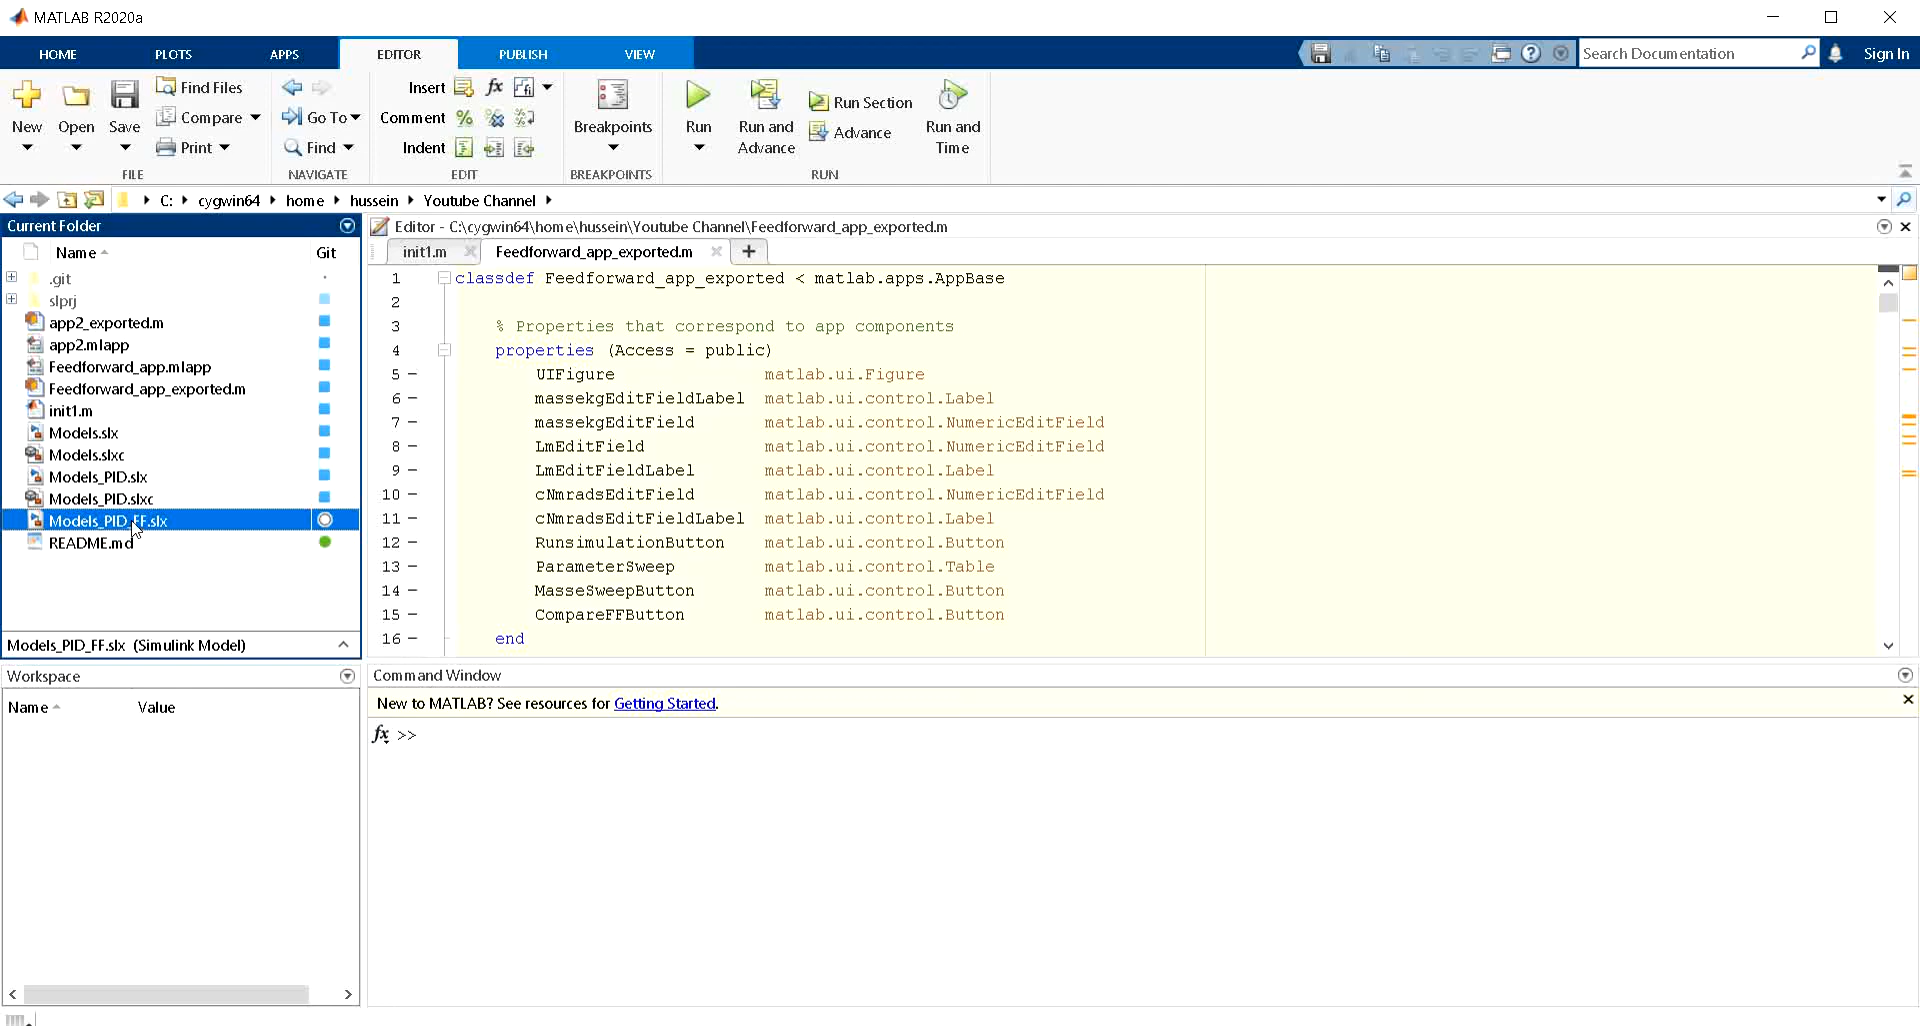 MATLAB R2020a
HOME PLOTS APPS EDITOR PUBLISH VIEW Search Documentation Sign In
New Open Save Find Files Compare Print
FILE
Go To Find
NAVIGATE
Insert fx
Comment
Indent
EDIT
Breakpoints
BREAKPOINTS
Run Run and Advance Run Section Advance Run and Time
RUN
C: cygwin64 home hussein Youtube Channel
Current Folder
Name Git
.git
slprj
app2_exported.m
app2.mlapp
Feedforward_app.mlapp
Feedforward_app_exported.m
init1.m
Models.slx
Models.slxc
Models_PID.slx
Models_PID.slxc
Models_PID_FF.slx
README.md
Models_PID_FF.slx (Simulink Model)
Workspace
Name Value
Editor - C:\cygwin64\home\hussein\Youtube Channel\Feedforward_app_exported.m
init1.m Feedforward_app_exported.m
1 classdef Feedforward_app_exported < matlab.apps.AppBase
2
3 % Properties that correspond to app components
4 properties (Access = public)
5 – UIFigure matlab.ui.Figure
6 – massekgEditFieldLabel matlab.ui.control.Label
7 – massekgEditField matlab.ui.control.NumericEditField
8 – LmEditField matlab.ui.control.NumericEditField
9 – LmEditFieldLabel matlab.ui.control.Label
10 – cNmradsEditField matlab.ui.control.NumericEditField
11 – cNmradsEditFieldLabel matlab.ui.control.Label
12 – RunsimulationButton matlab.ui.control.Button
13 – ParameterSweep matlab.ui.control.Table
14 – MasseSweepButton matlab.ui.control.Button
15 – CompareFFButton matlab.ui.control.Button
16 – end
Command Window
New to MATLAB? See resources for Getting Started.
fx >>